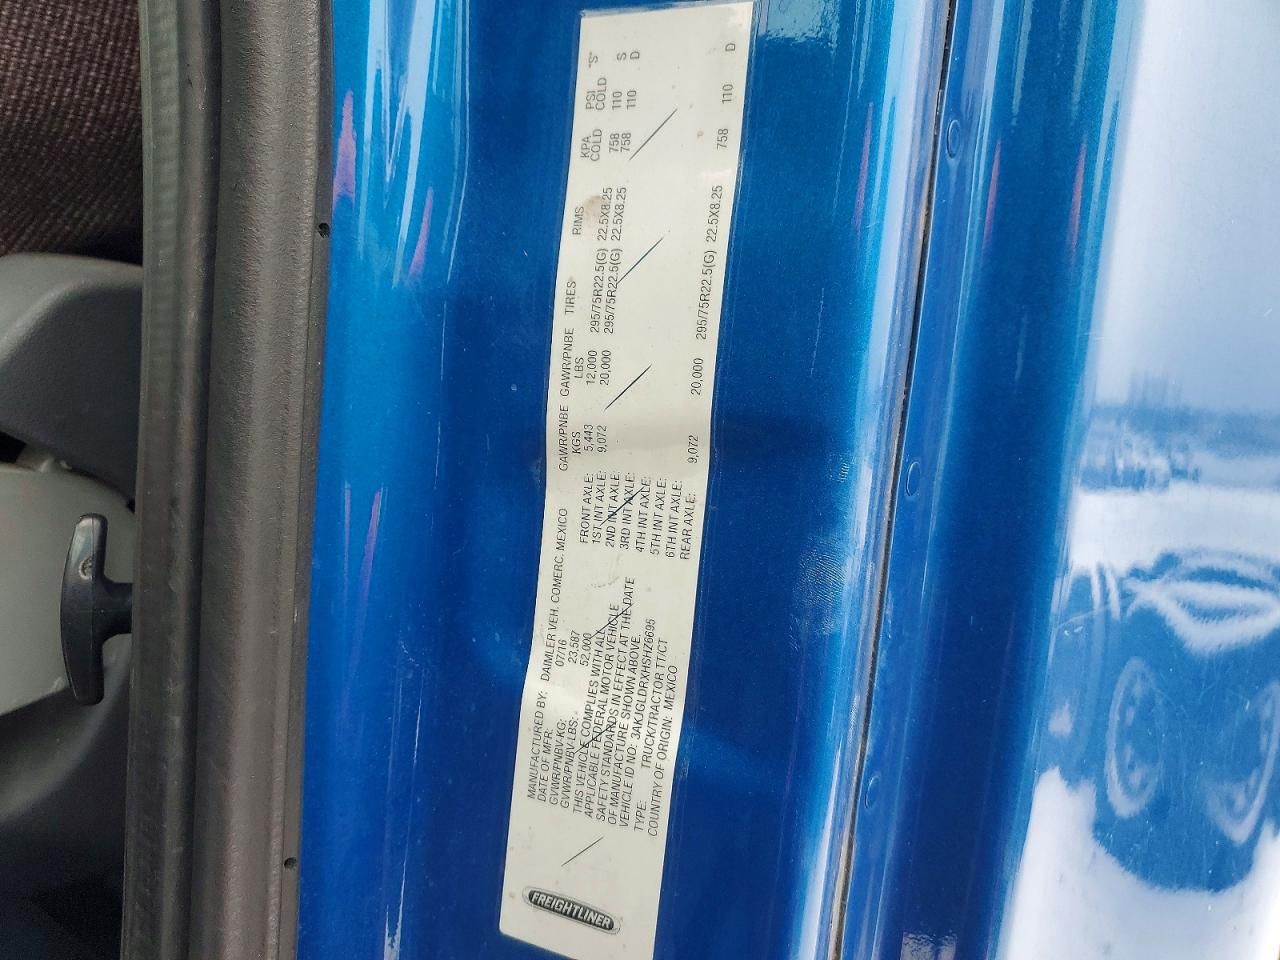 FREIGHTLINER
MANUFACTURED BY: DAIMLER VEH. COMERC. MEXICO
DATE OF MFR: 07/16
GVWR/PNBV-KG: 23,587
GVWR/PNBV-LBS: 52,000
THIS VEHICLE COMPLIES WITH ALL
APPLICABLE FEDERAL MOTOR VEHICLE
SAFETY STANDARDS IN EFFECT AT THE DATE
OF MANUFACTURE SHOWN ABOVE.
VEHICLE ID NO: 3AKJGLDRXHSHZ6695
TYPE: TRUCK/TRACTOR TT/CT
COUNTRY OF ORIGIN: MEXICO
GAWR/PNBE GAWR/PNBE TIRES RIMS KPA PSI "S"
KGS LBS COLD COLD
FRONT AXLE: 5,443 12,000 295/75R22.5(G) 22.5X8.25 758 110 S
1ST. INT AXLE: 9,072 20,000 295/75R22.5(G) 22.5X8.25 758 110 D
2ND INT AXLE:
3RD INT AXLE:
4TH INT AXLE:
5TH INT AXLE:
6TH INT AXLE:
REAR AXLE: 9,072 20,000 295/75R22.5(G) 22.5X8.25 758 110 D